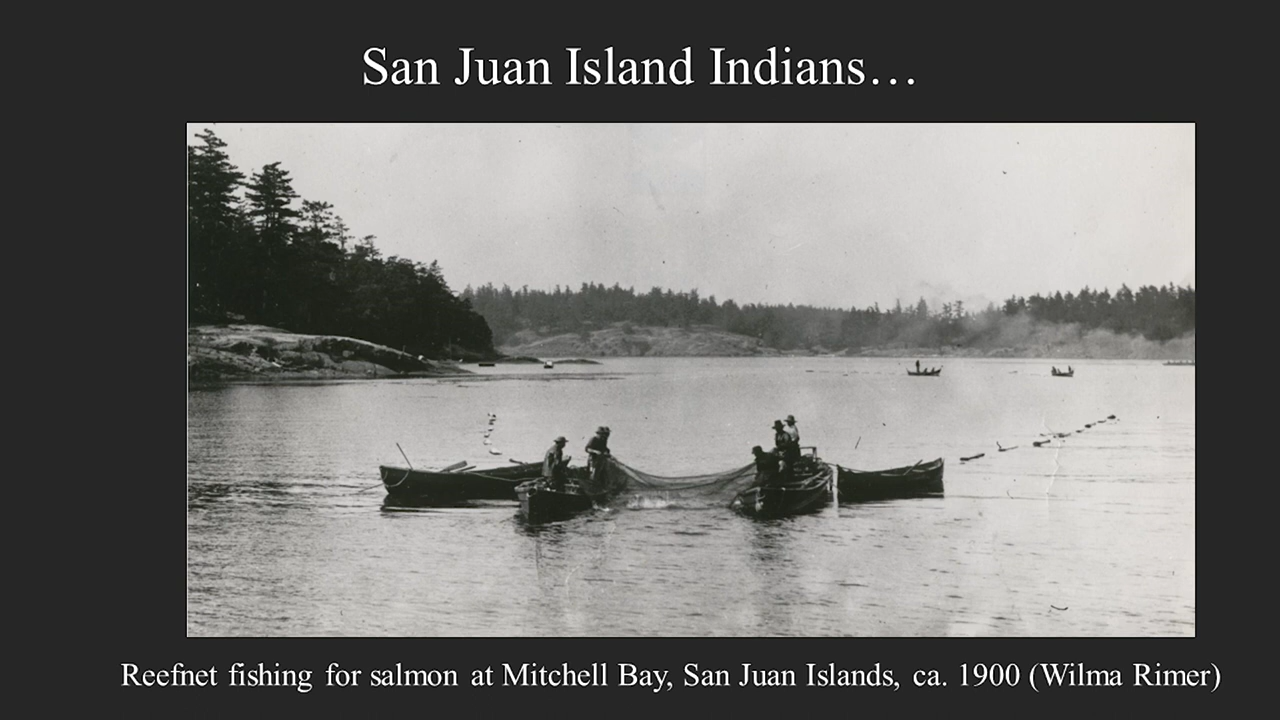 San Juan Island Indians…
Reefnet fishing for salmon at Mitchell Bay, San Juan Islands, ca. 1900 (Wilma Rimer)